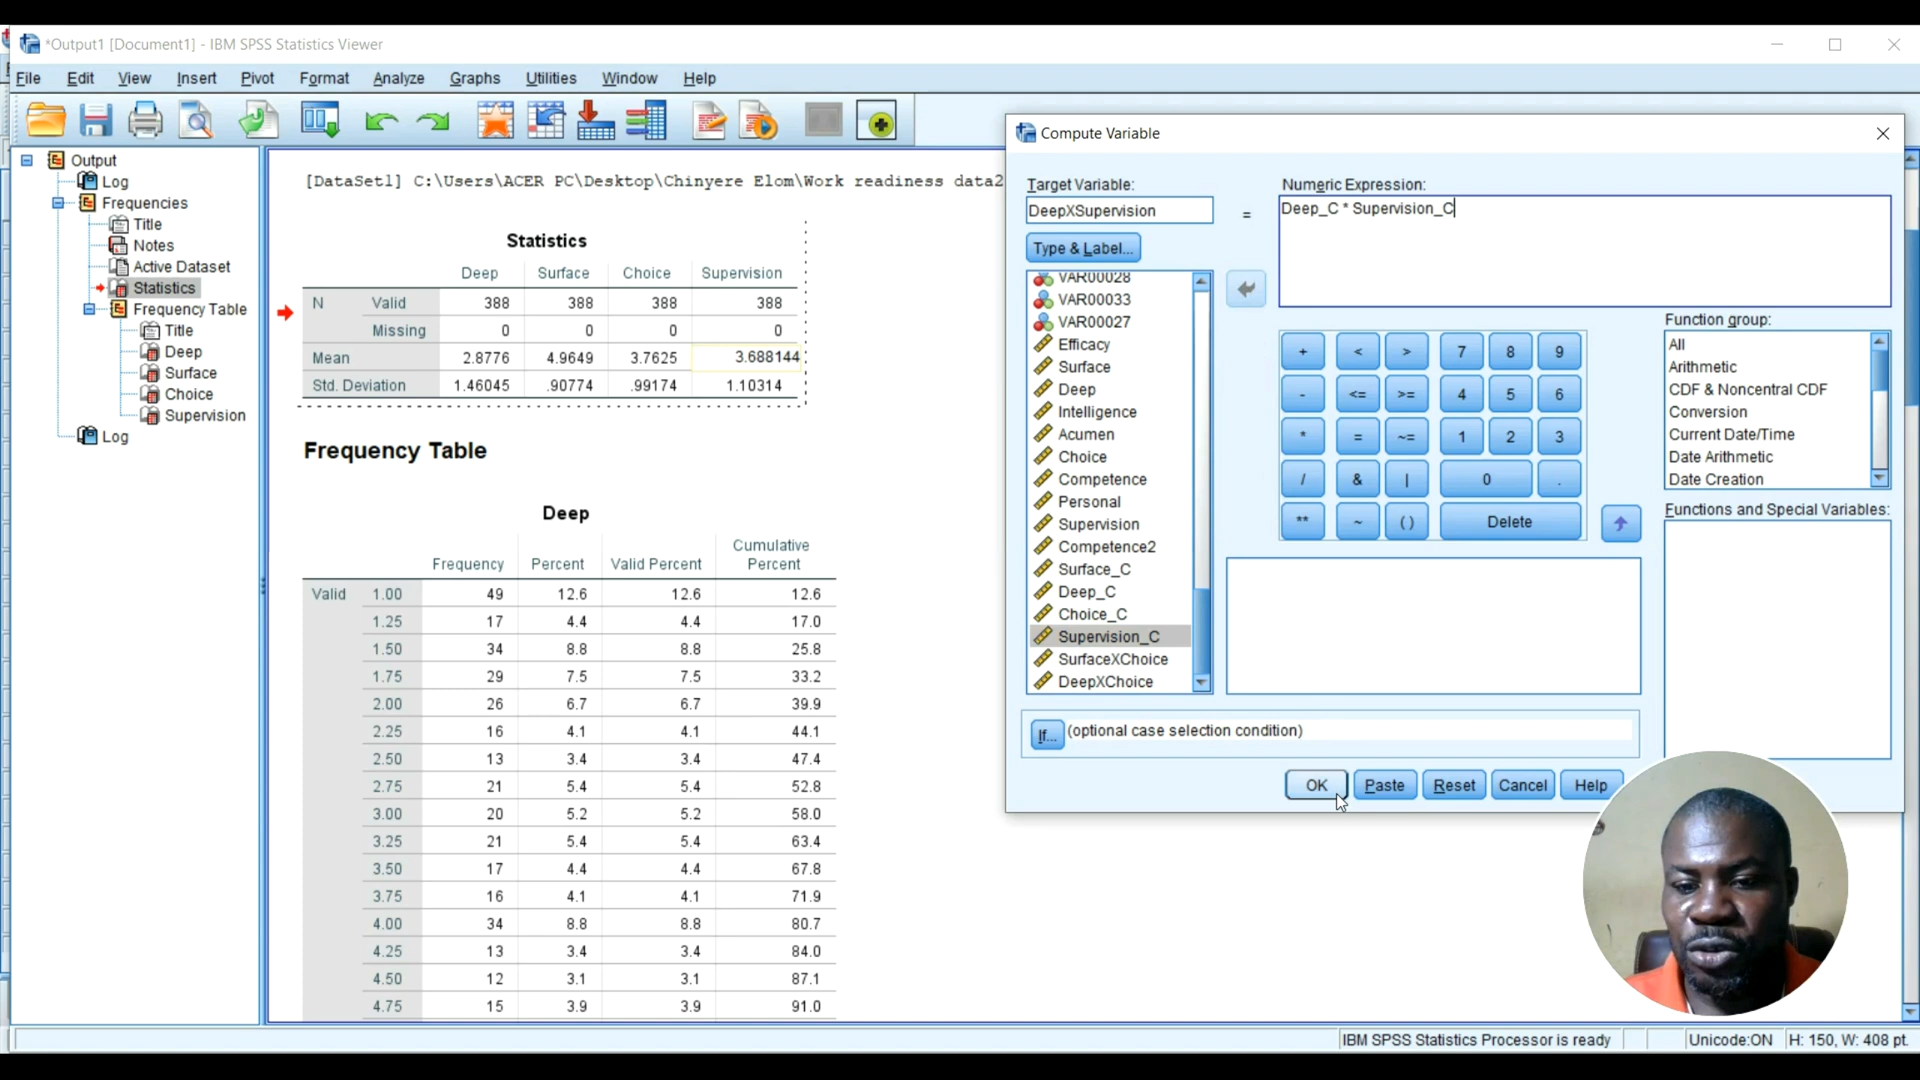 *Output1 [Document1] - IBM SPSS Statistics Viewer
File Edit View Insert Pivot Format Analyze Graphs Utilities Window Help
Output
Log
Frequencies
Title
Notes
Active Dataset
Statistics
Frequency Table
Title
Deep
Surface
Choice
Supervision
Log
[DataSet1] C:\Users\ACER PC\Desktop\Chinyere Elom\Work readiness data2
Statistics
Deep Surface Choice Supervision
N Valid 388 388 388 388
Missing 0 0 0 0
Mean 2.8776 4.9649 3.7625 3.688144
Std. Deviation 1.46045 .90774 .99174 1.10314
Frequency Table
Deep
Frequency Percent Valid Percent Cumulative Percent
Valid 1.00 49 12.6 12.6 12.6
1.25 17 4.4 4.4 17.0
1.50 34 8.8 8.8 25.8
1.75 29 7.5 7.5 33.2
2.00 26 6.7 6.7 39.9
2.25 16 4.1 4.1 44.1
2.50 13 3.4 3.4 47.4
2.75 21 5.4 5.4 52.8
3.00 20 5.2 5.2 58.0
3.25 21 5.4 5.4 63.4
3.50 17 4.4 4.4 67.8
3.75 16 4.1 4.1 71.9
4.00 34 8.8 8.8 80.7
4.25 13 3.4 3.4 84.0
4.50 12 3.1 3.1 87.1
4.75 15 3.9 3.9 91.0
Compute Variable
Target Variable:
DeepXSupervision
=
Numeric Expression:
Deep_C * Supervision_C
Type & Label...
VAR00028
VAR00033
VAR00027
Efficacy
Surface
Deep
Intelligence
Acumen
Choice
Competence
Personal
Supervision
Competence2
Surface_C
Deep_C
Choice_C
Supervision_C
SurfaceXChoice
DeepXChoice
+ < > 7 8 9
- <= >= 4 5 6
* = ~= 1 2 3
/ & | 0 .
** ~ ( ) Delete
Function group:
All
Arithmetic
CDF & Noncentral CDF
Conversion
Current Date/Time
Date Arithmetic
Date Creation
Functions and Special Variables:
If... (optional case selection condition)
OK Paste Reset Cancel Help
IBM SPSS Statistics Processor is ready Unicode:ON H: 150, W: 408 pt.